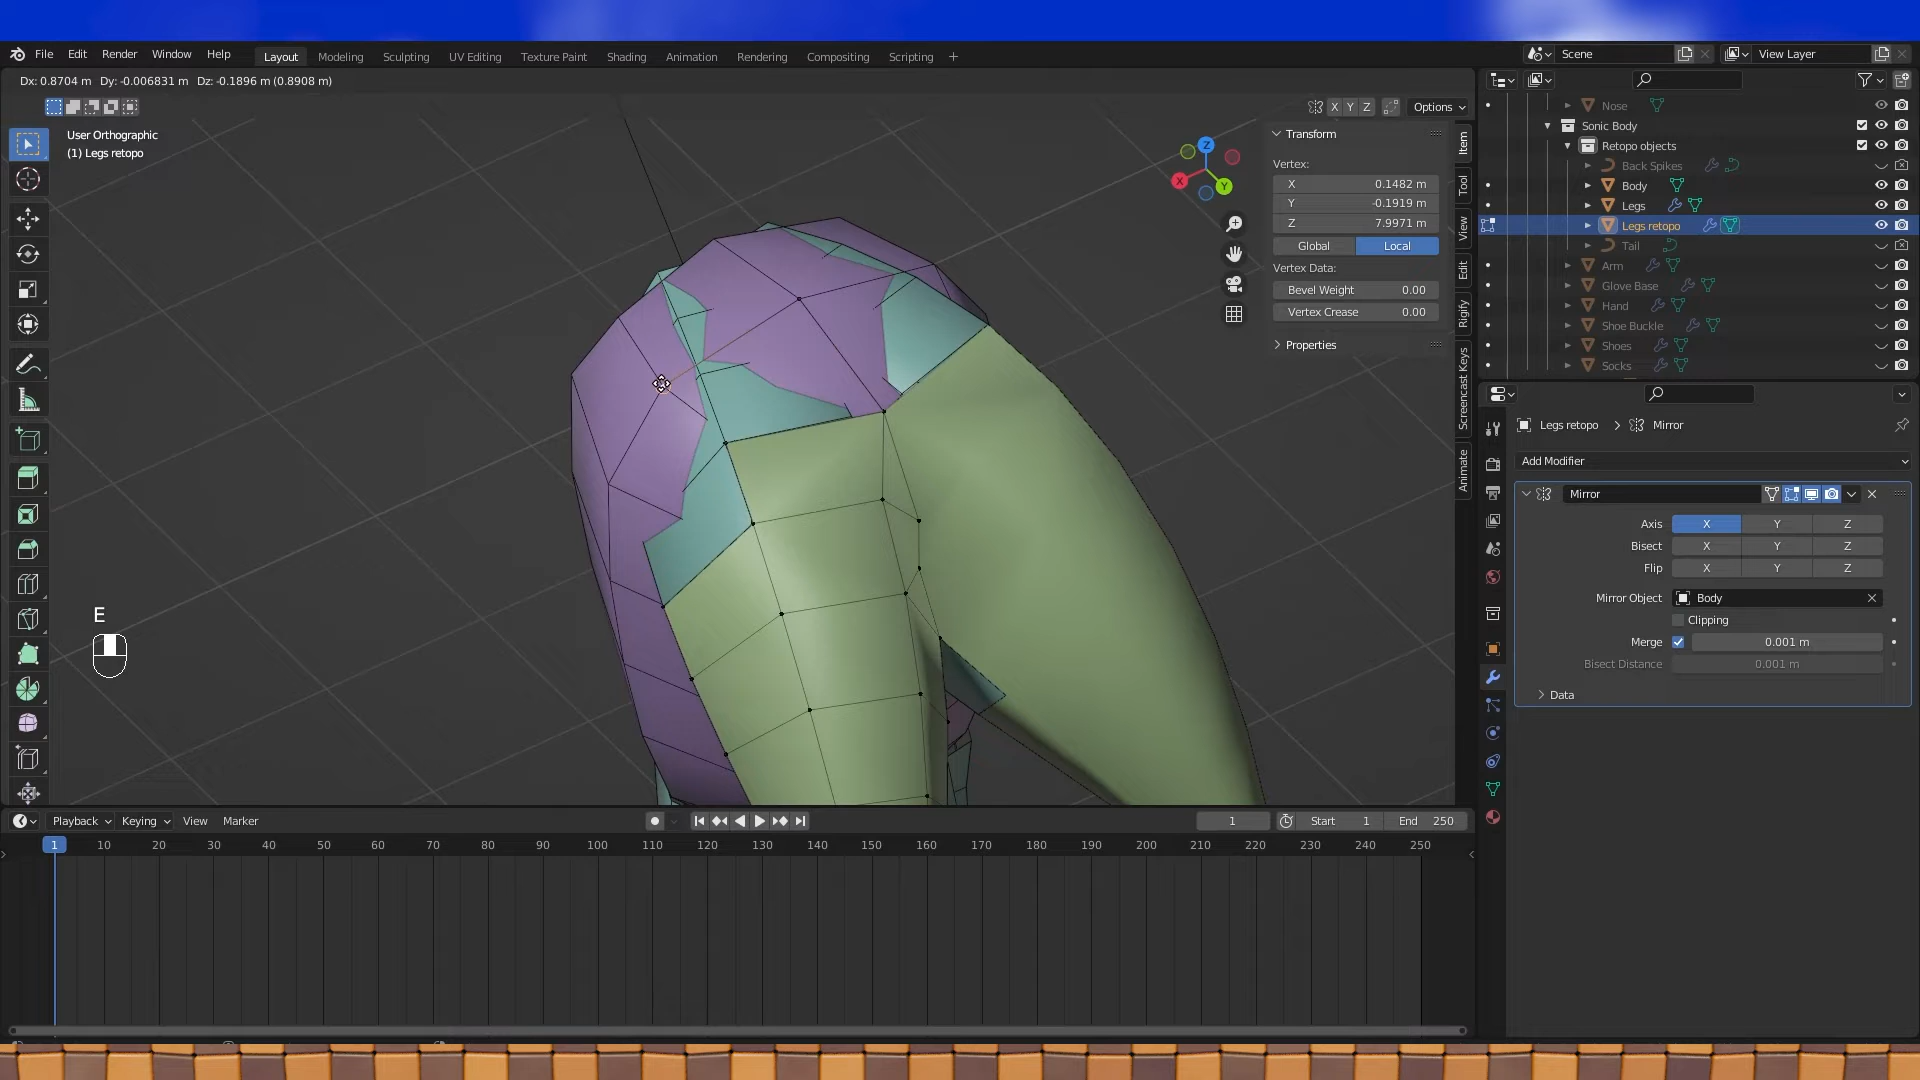 File Edit Render Window Help Layout Modeling Sculpting UV Editing Texture Paint Shading Animation Rendering Compositing Scripting + Scene View Layer
Dx: 0.8704 m Dy: -0.006831 m Dz: -0.1896 m (0.8908 m)
X Y Z Options
User Orthographic
(1) Legs retopo
Z
X
Y
Transform
Vertex:
X 0.1482 m
Y -0.1919 m
Z 7.9971 m
Global Local
Vertex Data:
Bevel Weight 0.00
Vertex Crease 0.00
Properties
Item
Tool
View
Edit
Rigify
Screencast Keys
Animate
E
Nose
Sonic Body
Retopo objects
Back Spikes
Body
Legs
Legs retopo
Tail
Arm
Glove Base
Hand
Shoe Buckle
Shoes
Socks
Legs retopo > Mirror
Add Modifier
Mirror
Axis X Y Z
Bisect X Y Z
Flip X Y Z
Mirror Object Body
Clipping
Merge 0.001 m
Bisect Distance 0.001 m
Data
Playback Keying View Marker 1 Start 1 End 250
1 10 20 30 40 50 60 70 80 90 100 110 120 130 140 150 160 170 180 190 200 210 220 230 240 250